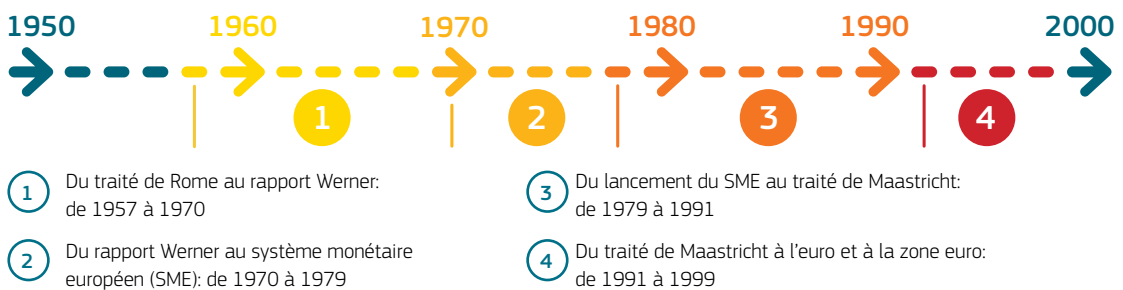 1950 1960 1970 1980 1990 2000
1 2 3 4
1 Du traité de Rome au rapport Werner:
de 1957 à 1970
2 Du rapport Werner au système monétaire
européen (SME): de 1970 à 1979
3 Du lancement du SME au traité de Maastricht:
de 1979 à 1991
4 Du traité de Maastricht à l’euro et à la zone euro:
de 1991 à 1999